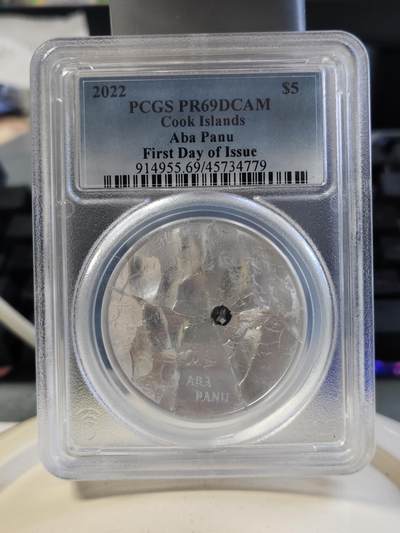 2022 $5
PCGS PR69DCAM
Cook Islands
Aba Panu
First Day of Issue
914955.69/45734779
ABA
PANU